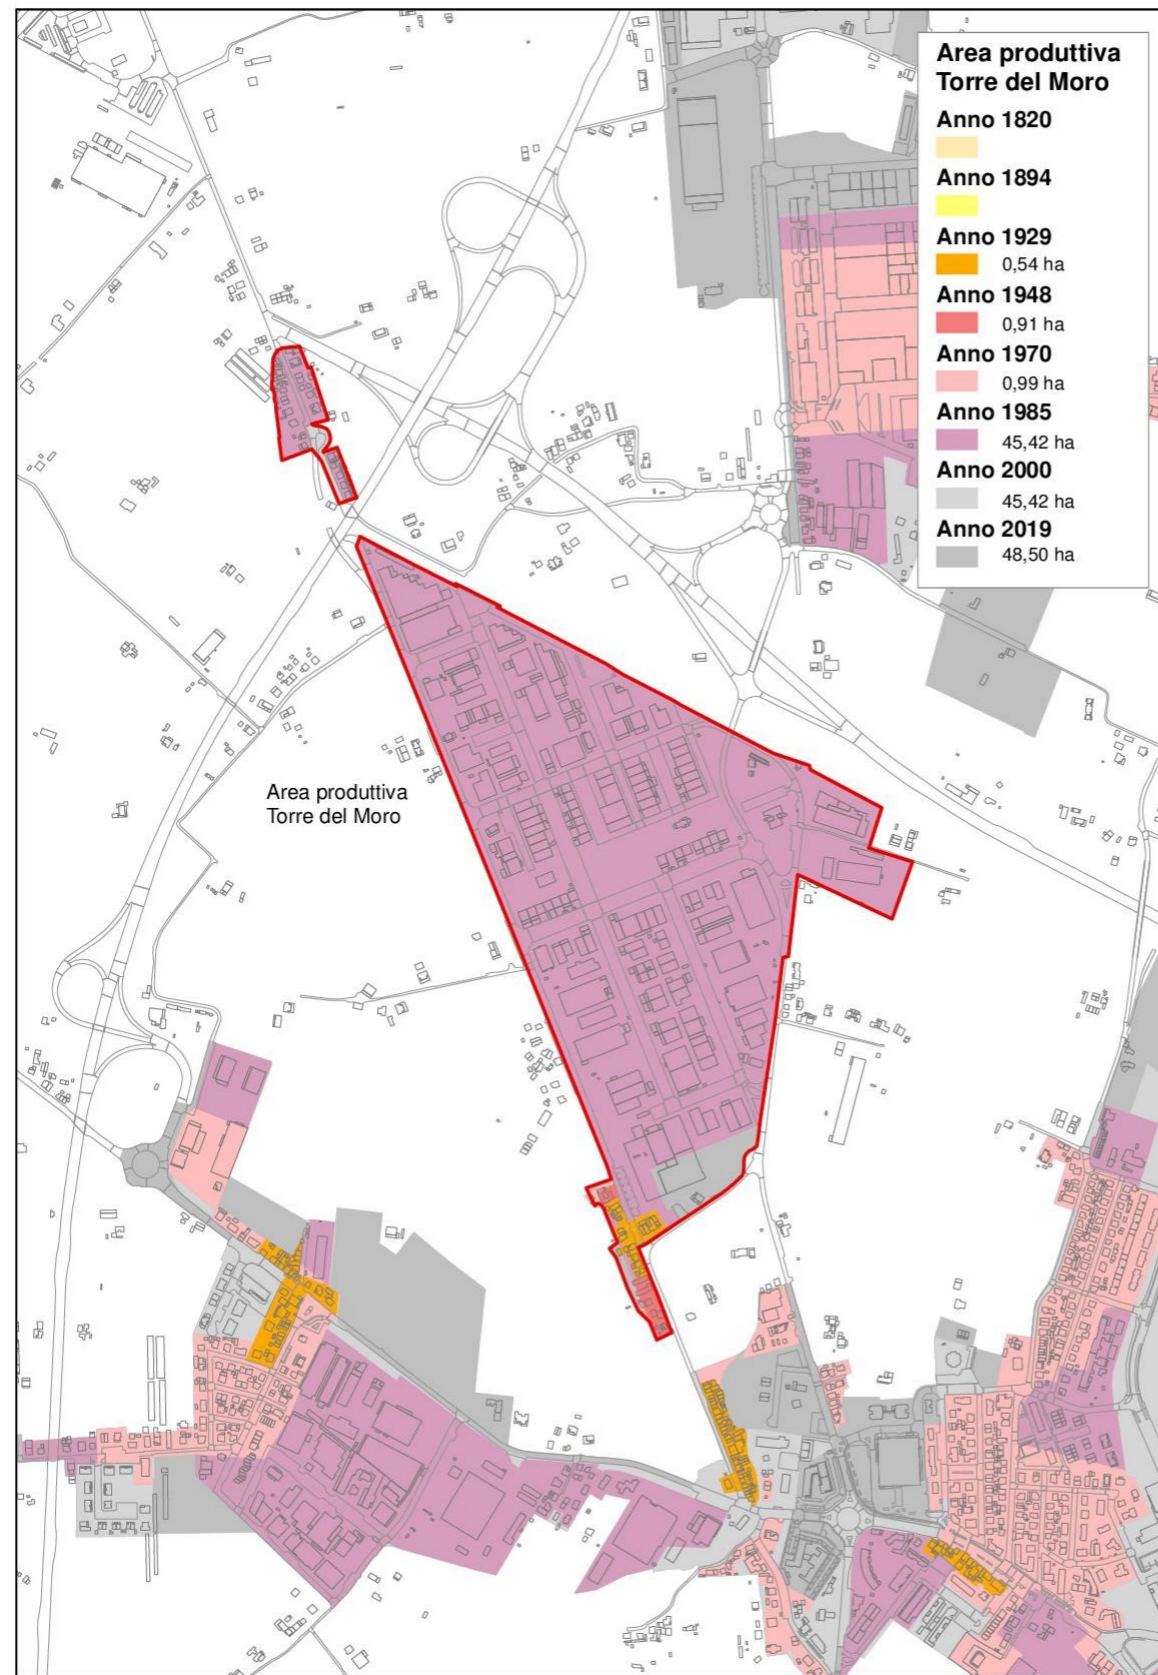 Area produttiva
Torre del Moro
Anno 1820
Anno 1894
Anno 1929
0,54 ha
Anno 1948
0,91 ha
Anno 1970
0,99 ha
Anno 1985
45,42 ha
Anno 2000
45,42 ha
Anno 2019
48,50 ha
Area produttiva
Torre del Moro